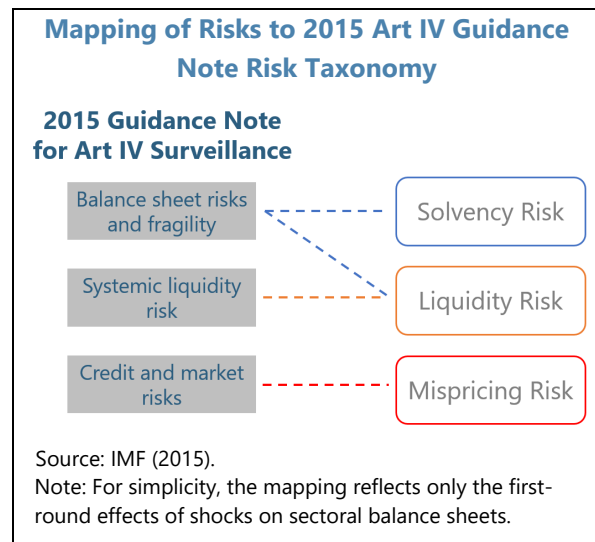 Mapping of Risks to 2015 Art IV Guidance
Note Risk Taxonomy
2015 Guidance Note
for Art IV Surveillance
Balance sheet risks
and fragility
Solvency Risk
Systemic liquidity
risk
Liquidity Risk
Credit and market
risks
Mispricing Risk
Source: IMF (2015).
Note: For simplicity, the mapping reflects only the first-
round effects of shocks on sectoral balance sheets.